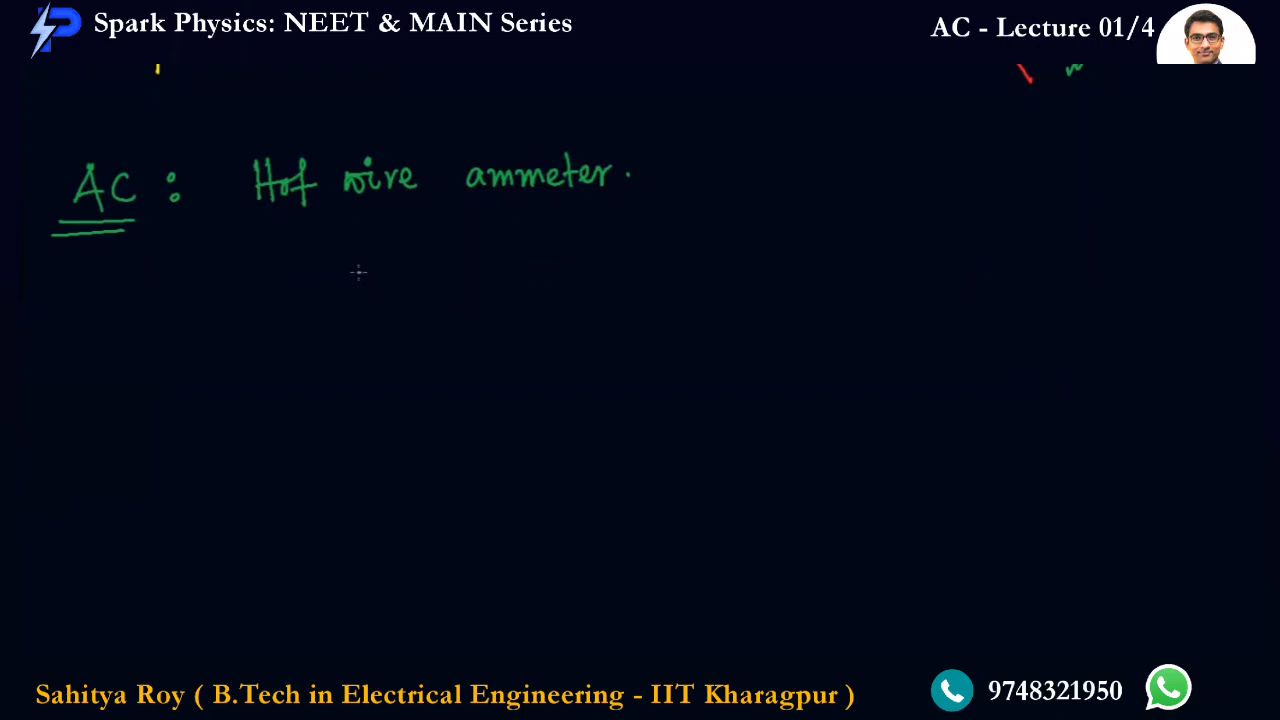 Spark Physics: NEET & MAIN Series
AC - Lecture 01/4
AC : Hot wire ammeter.
Sahitya Roy ( B.Tech in Electrical Engineering - IIT Kharagpur )
9748321950